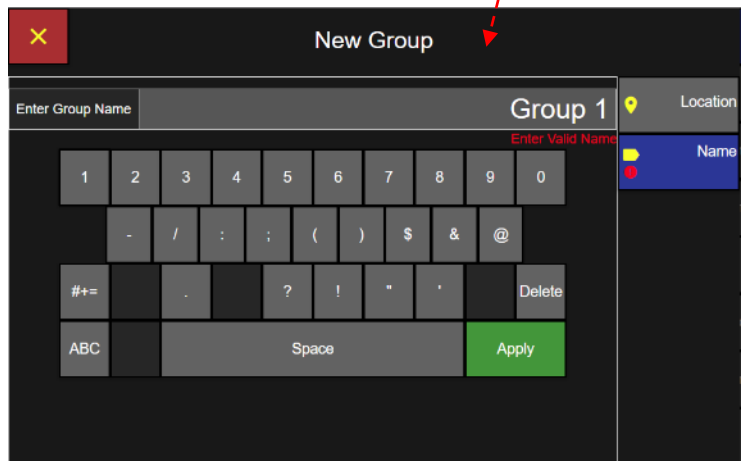 ×
New Group
Enter Group Name
Group 1
Location
Enter Valid Name
Name
1 2 3 4 5 6 7 8 9 0
- / : ; ( ) $ & @
#+= . ? ! " ' Delete
ABC Space Apply